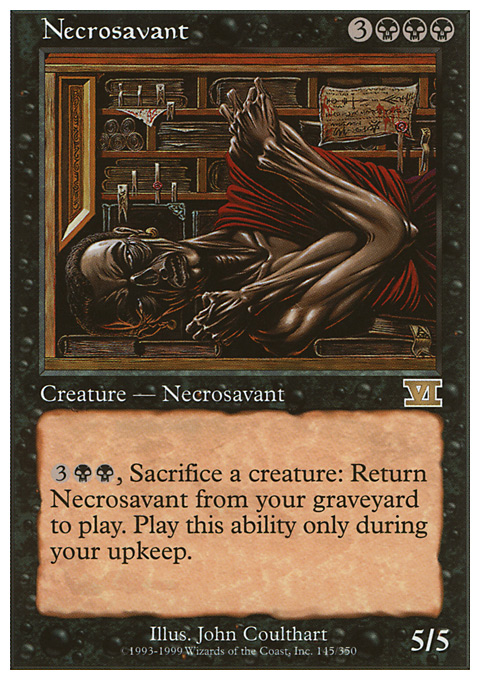 Necrosavant 3
Creature — Necrosavant VI
3, Sacrifice a creature: Return
Necrosavant from your graveyard
to play. Play this ability only during
your upkeep.
Illus. John Coulthart
©1993-1999 Wizards of the Coast, Inc. 145/350
5/5